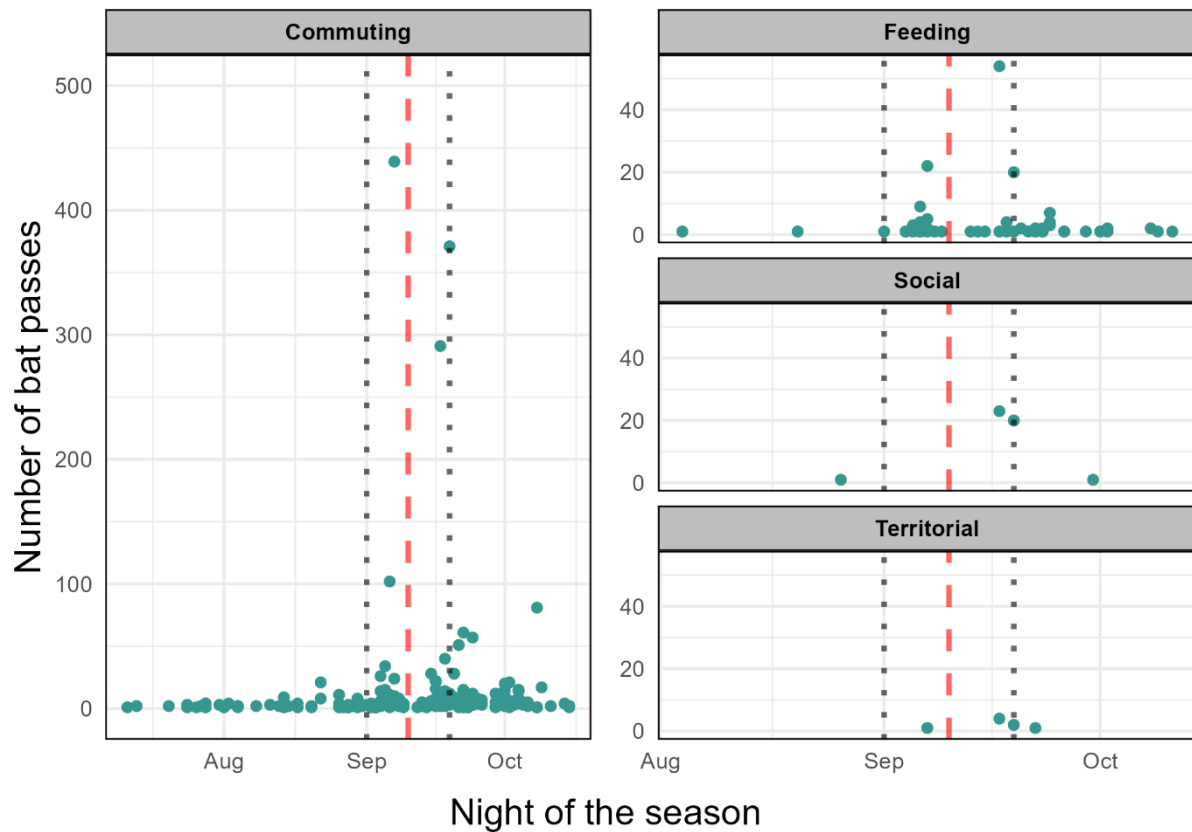 Commuting
Number of bat passes
500
400
300
200
100
0
Aug Sep Oct
Feeding
40
20
0
Social
40
20
0
Territorial
40
20
0
Aug Sep Oct
Night of the season